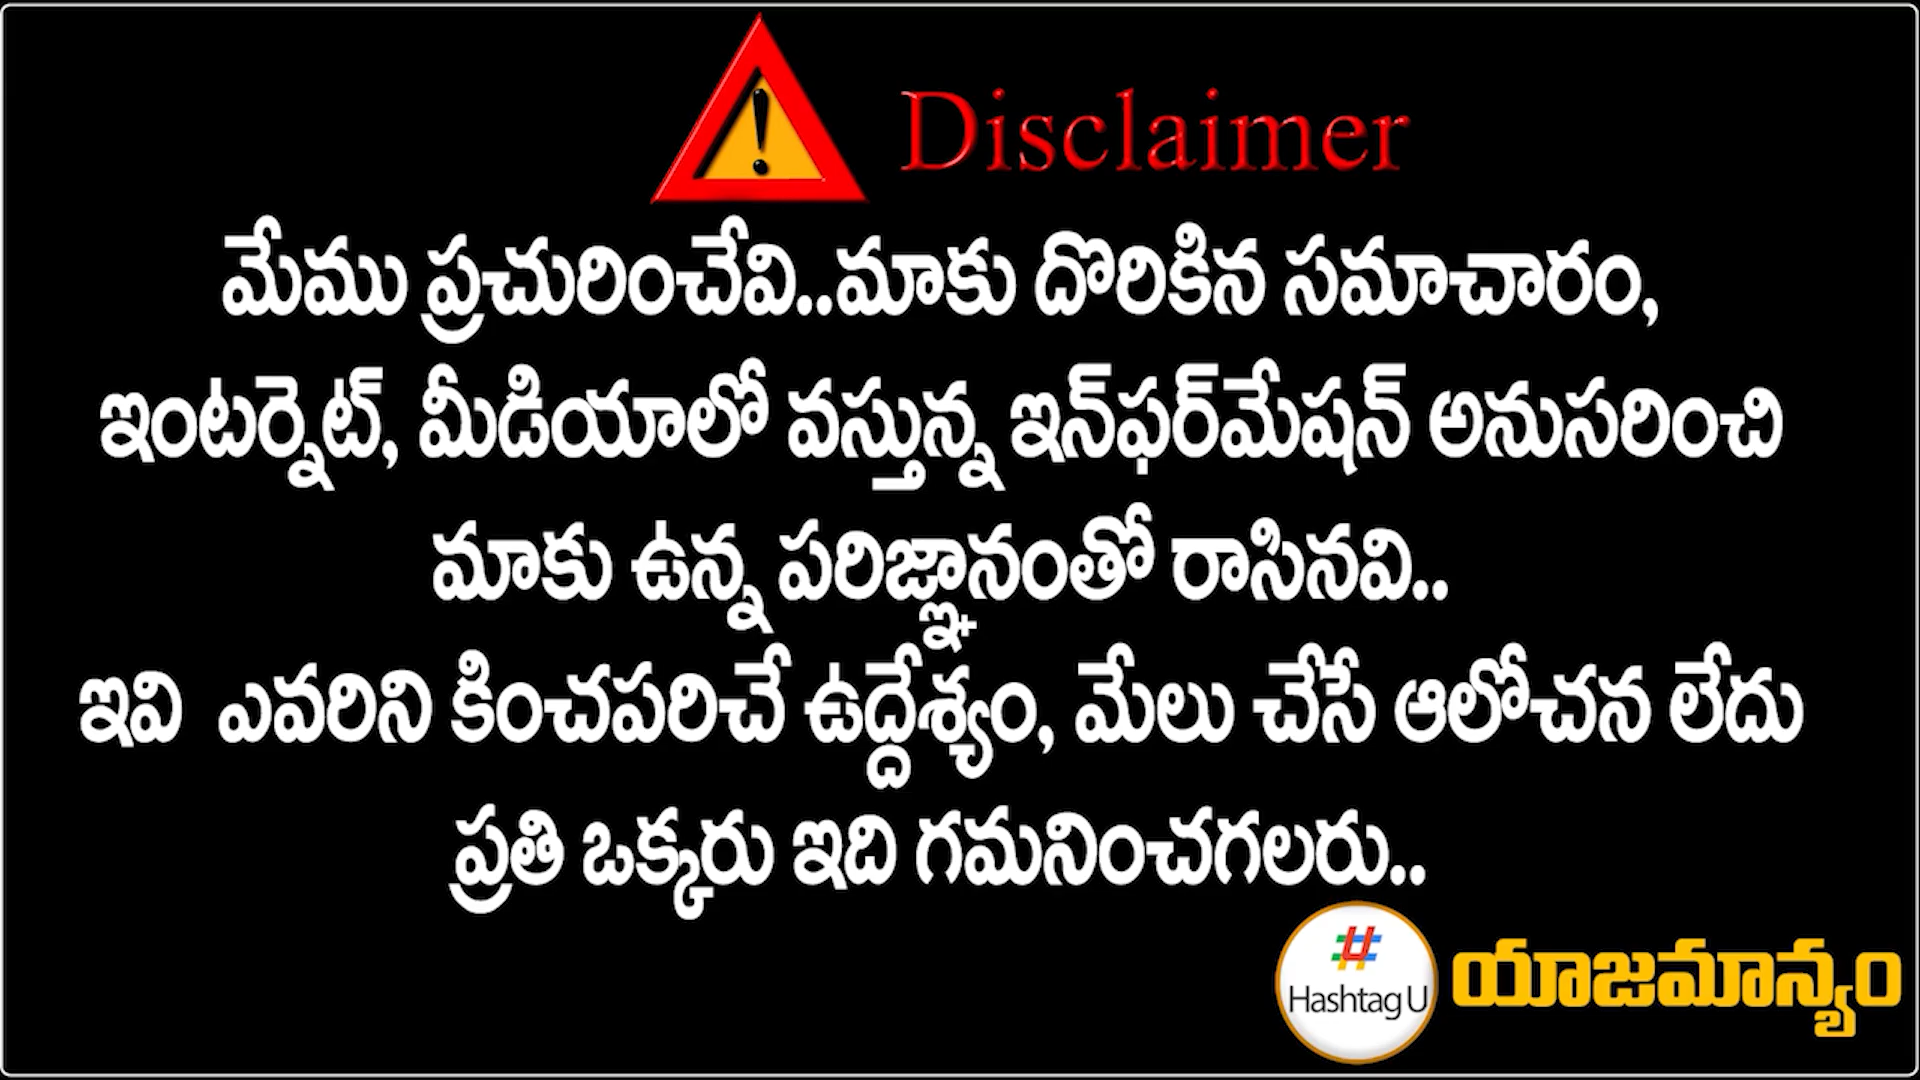 Disclaimer
మేము ప్రచురించేవి..మాకు దొరికిన సమాచారం,
ఇంటర్నెట్, మీడియాలో వస్తున్న ఇన్‌ఫర్‌మేషన్ అనుసరించి
మాకు ఉన్న పరిజ్ఞానంతో రాసినవి..
ఇవి ఎవరిని కించపరిచే ఉద్దేశ్యం, మేలు చేసే ఆలోచన లేదు
ప్రతి ఒక్కరు ఇది గమనించగలరు..
#
Hashtag U యాజమాన్యం